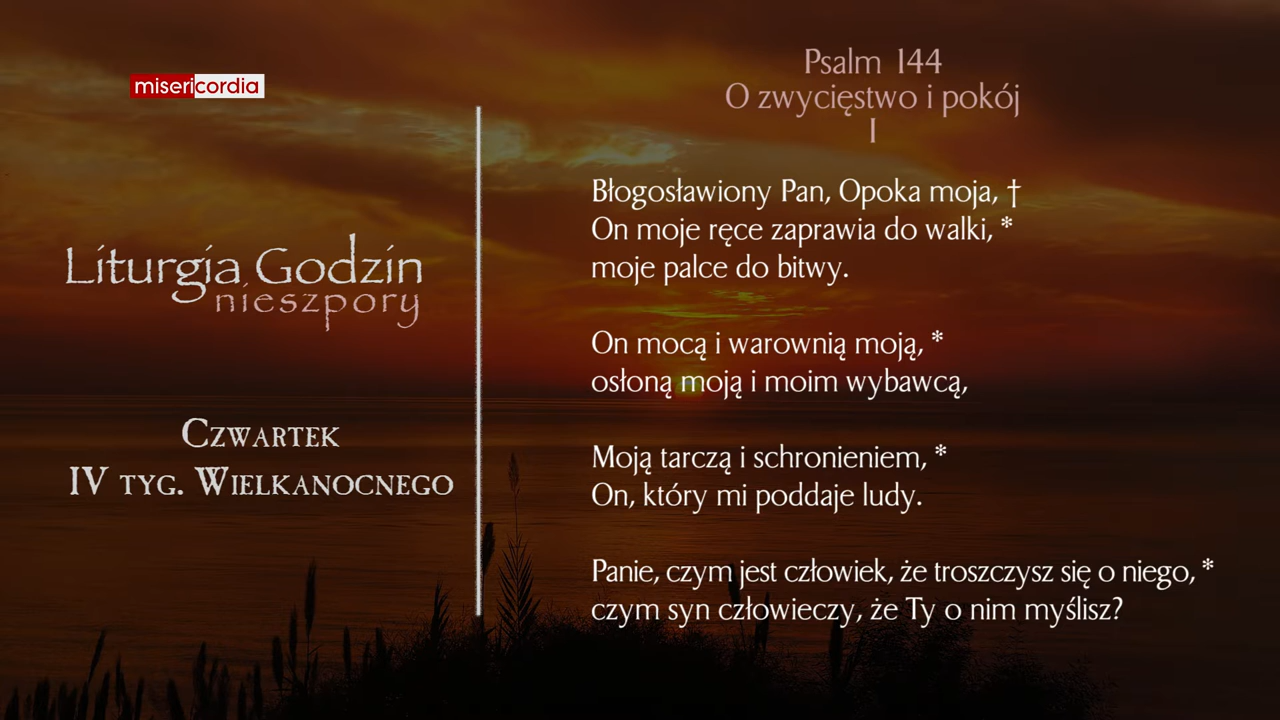 misericordia
Liturgia Godzin
nieszpory
Czwartek
IV tyg. Wielkanocnego
Psalm 144
O zwycięstwo i pokój
I
Błogosławiony Pan, Opoka moja, †
On moje ręce zaprawia do walki, *
moje palce do bitwy.
On mocą i warownią moją, *
osłoną moją i moim wybawcą,
Moją tarczą i schronieniem, *
On, który mi poddaje ludy.
Panie, czym jest człowiek, że troszczysz się o niego, *
czym syn człowieczy, że Ty o nim myślisz?